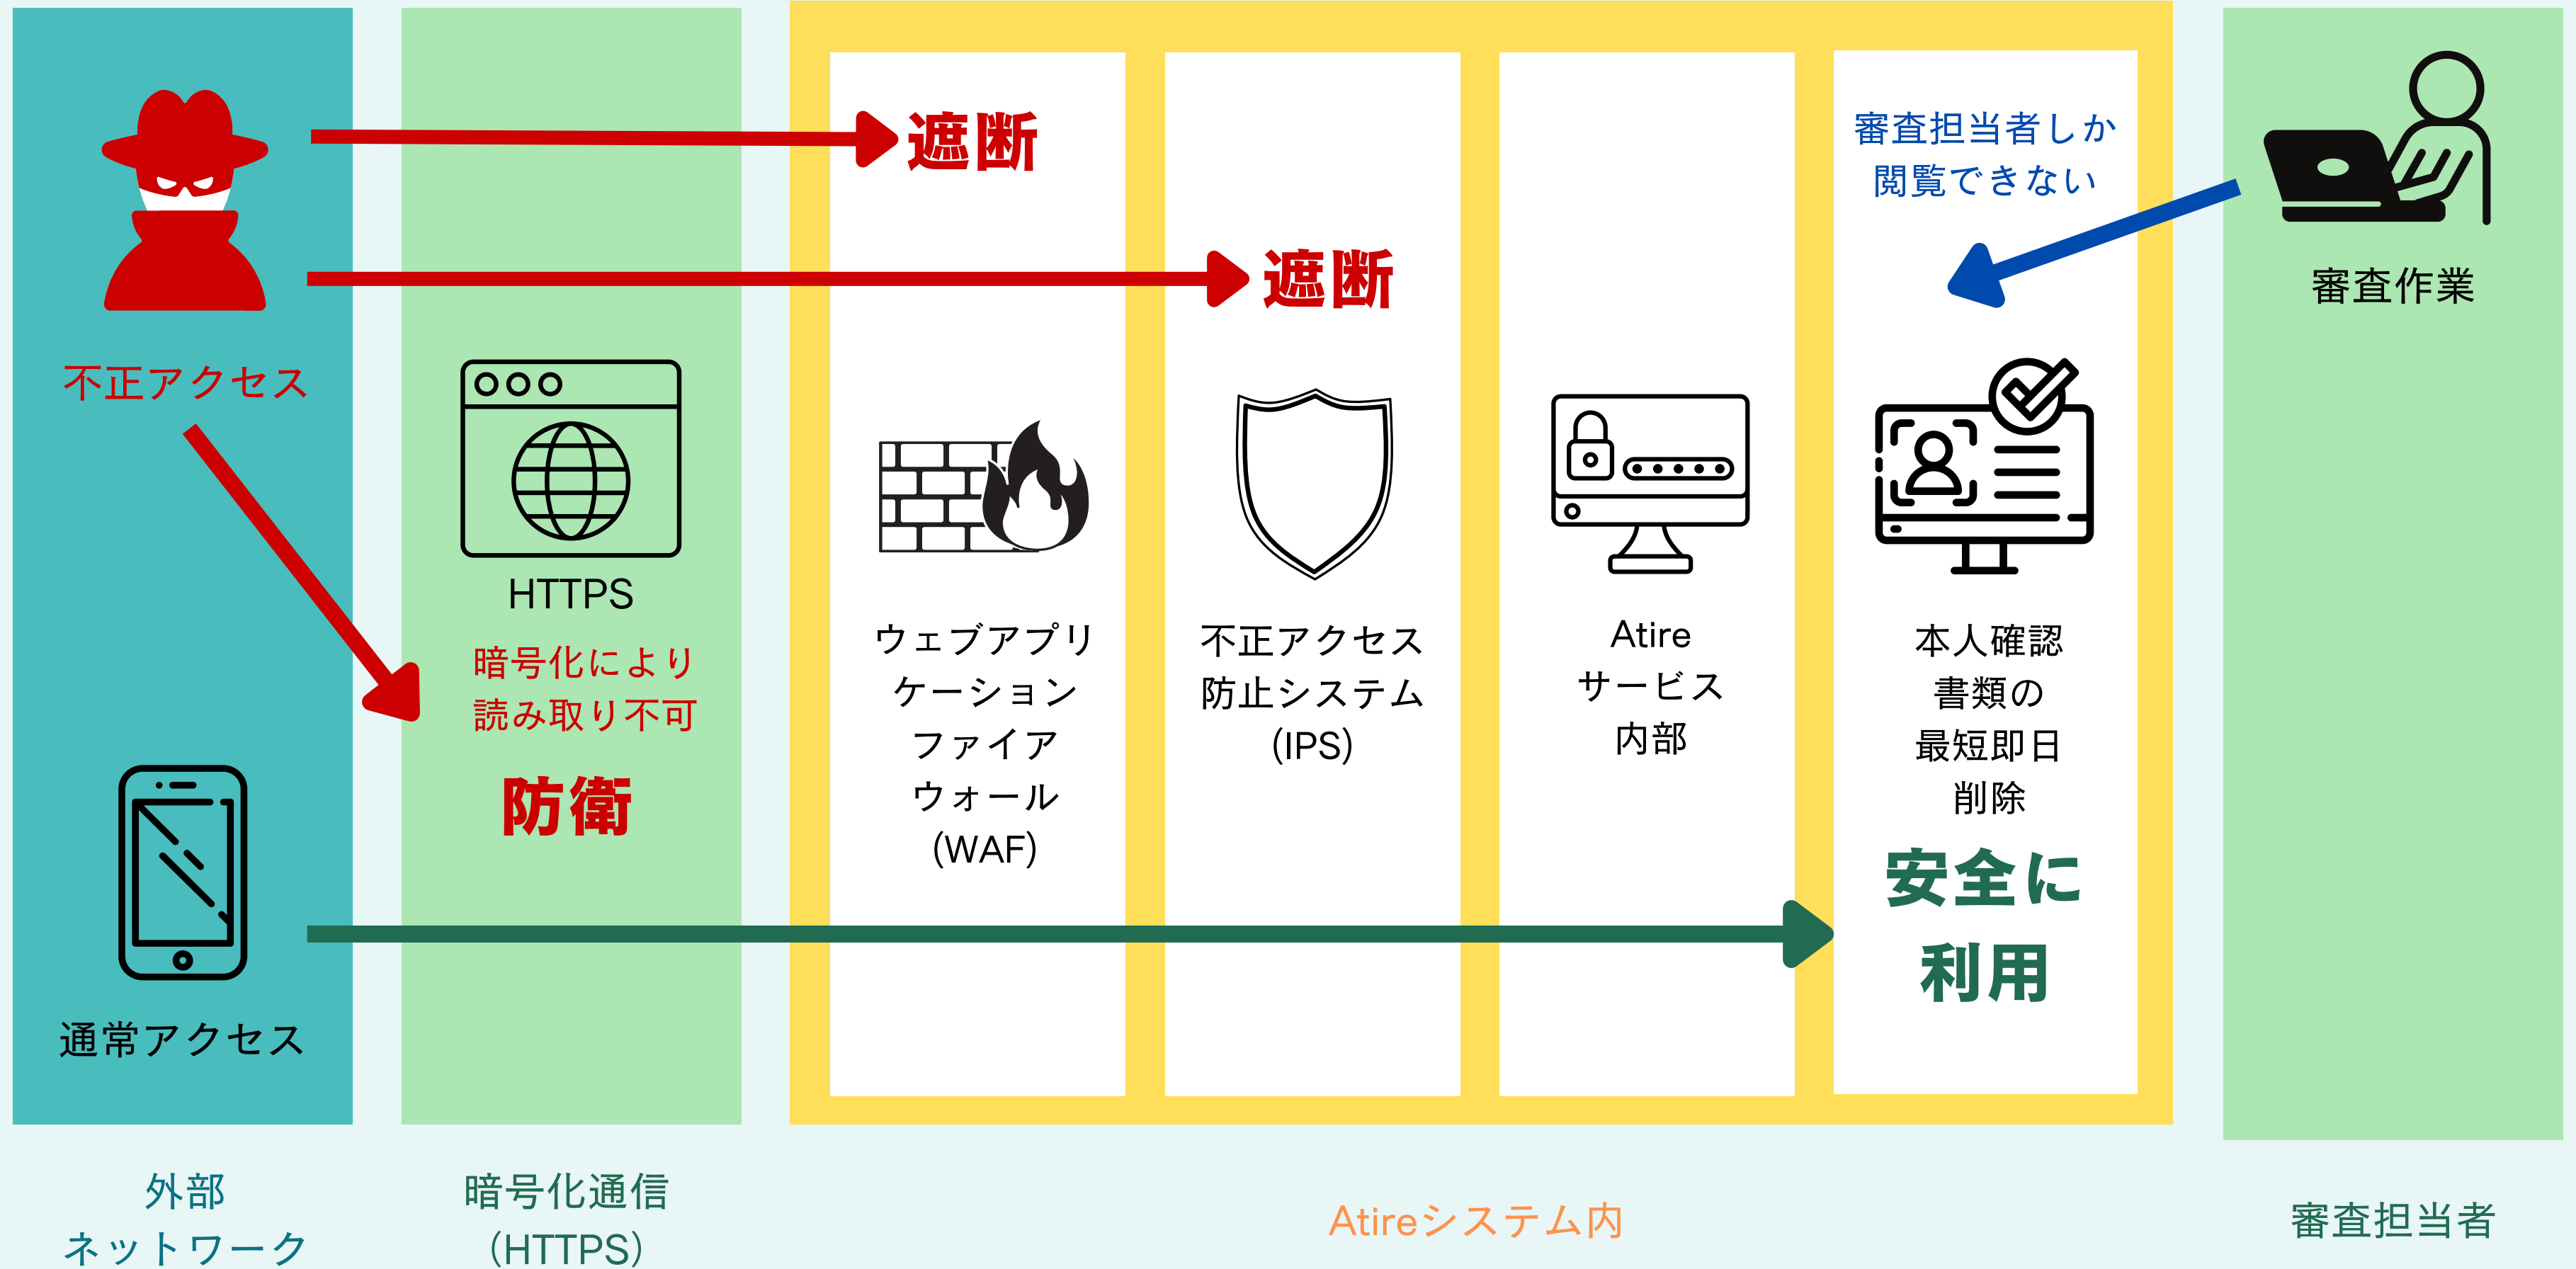 不正アクセス
通常アクセス
外部
ネットワーク
HTTPS
暗号化により
読み取り不可
防衛
暗号化通信
(HTTPS)
遮断
ウェブアプリ
ケーション
ファイア
ウォール
(WAF)
遮断
不正アクセス
防止システム
(IPS)
Atire
サービス
内部
審査担当者しか
閲覧できない
本人確認
書類の
最短即日
削除
安全に
利用
Atireシステム内
審査作業
審査担当者